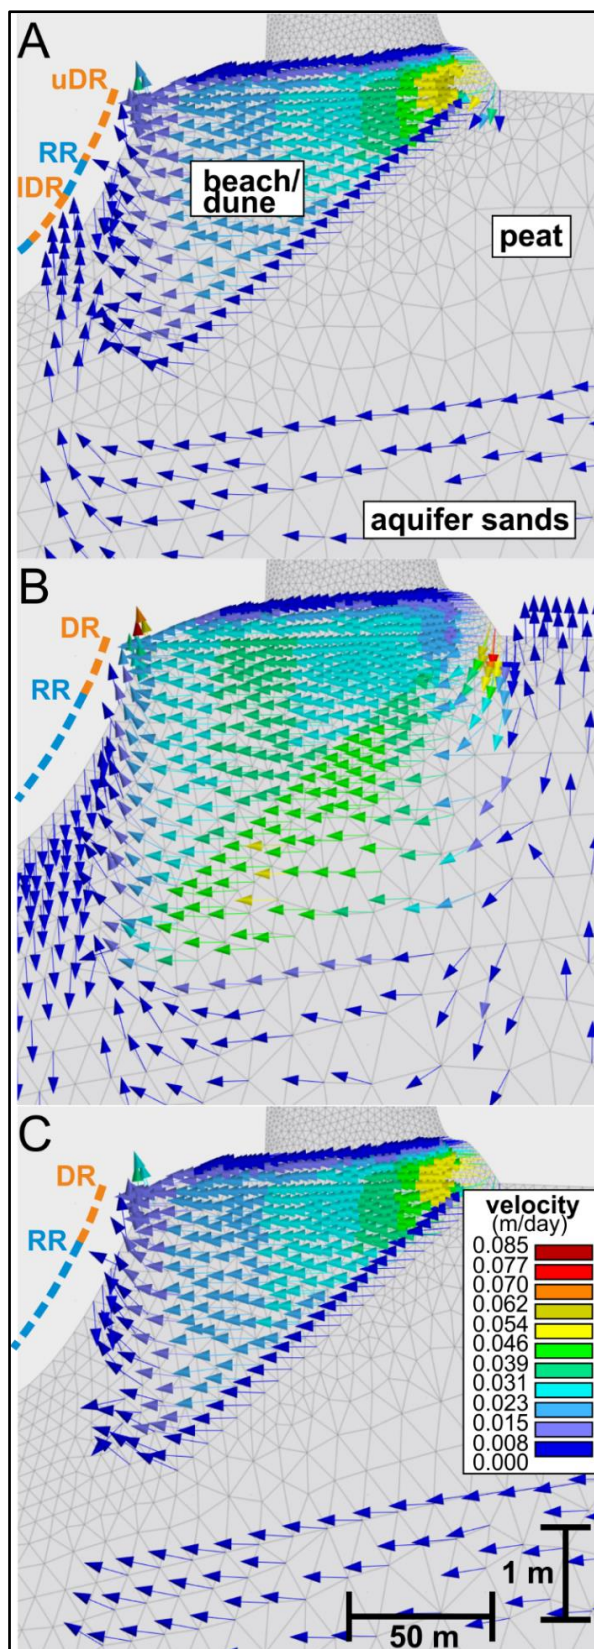 A
uDR
RR
lDR
beach/
dune
peat
aquifer sands
B
DR
RR
C
DR
RR
velocity
(m/day)
0.085
0.077
0.070
0.062
0.054
0.046
0.039
0.031
0.023
0.015
0.008
0.000
1 m
50 m